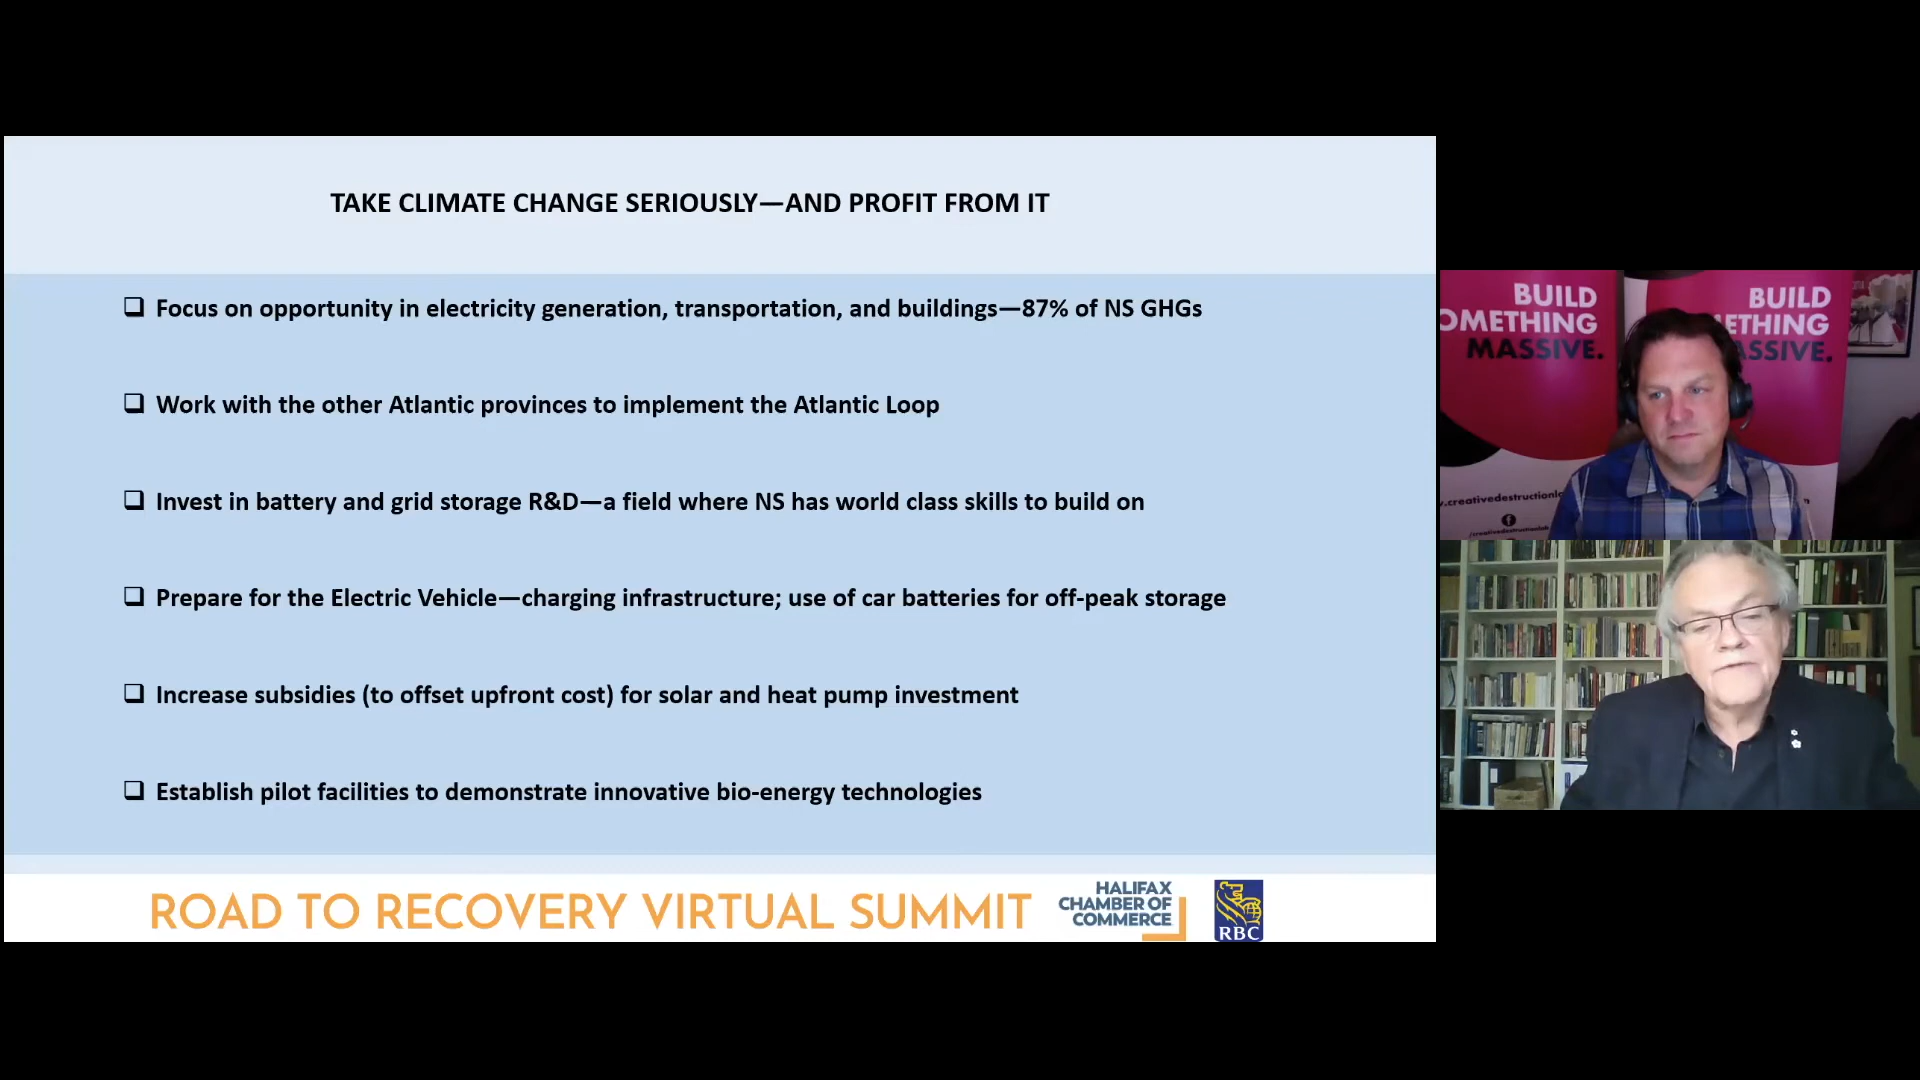 TAKE CLIMATE CHANGE SERIOUSLY—AND PROFIT FROM IT
Focus on opportunity in electricity generation, transportation, and buildings—87% of NS GHGs
Work with the other Atlantic provinces to implement the Atlantic Loop
Invest in battery and grid storage R&D—a field where NS has world class skills to build on
Prepare for the Electric Vehicle—charging infrastructure; use of car batteries for off-peak storage
Increase subsidies (to offset upfront cost) for solar and heat pump investment
Establish pilot facilities to demonstrate innovative bio-energy technologies
ROAD TO RECOVERY VIRTUAL SUMMIT
HALIFAX
CHAMBER OF
COMMERCE
RBC
BUILD
OMETHING
MASSIVE.
.creativedestructionla
/creativedestructionlab
BUILD
ETHING
ASSIVE.